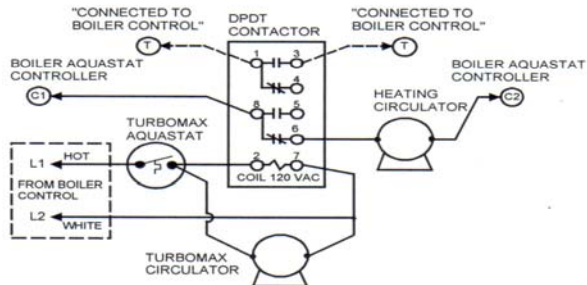 "CONNECTED TO
BOILER CONTROL"
DPDT
CONTACTOR
"CONNECTED TO
BOILER CONTROL"
T
T
1
3
4
BOILER AQUASTAT
CONTROLLER
C1
8
5
6
HEATING
CIRCULATOR
BOILER AQUASTAT
CONTROLLER
C2
TURBOMAX
AQUASTAT
L1
HOT
2
7
COIL 120 VAC
FROM BOILER
CONTROL
L2
WHITE
TURBOMAX
CIRCULATOR